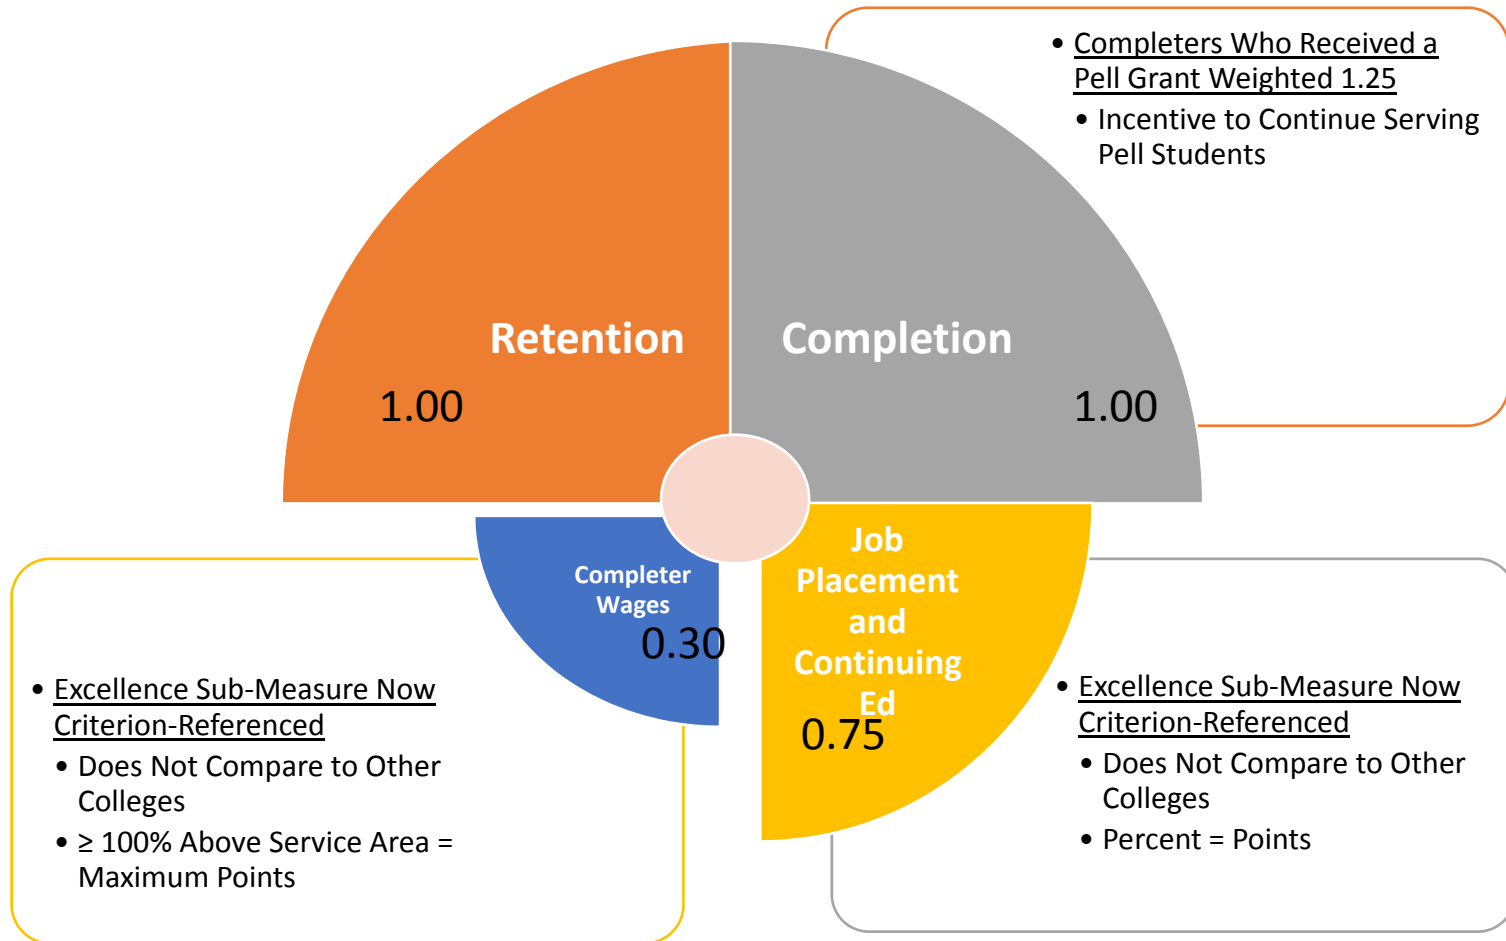 • Completers Who Received a
Pell Grant Weighted 1.25
• Incentive to Continue Serving
Pell Students
Retention
1.00
Completion
1.00
Completer
Wages
0.30
Job
Placement
and
Continuing
Ed
0.75
• Excellence Sub-Measure Now
Criterion-Referenced
• Does Not Compare to Other
Colleges
• ≥ 100% Above Service Area =
Maximum Points
• Excellence Sub-Measure Now
Criterion-Referenced
• Does Not Compare to Other
Colleges
• Percent = Points